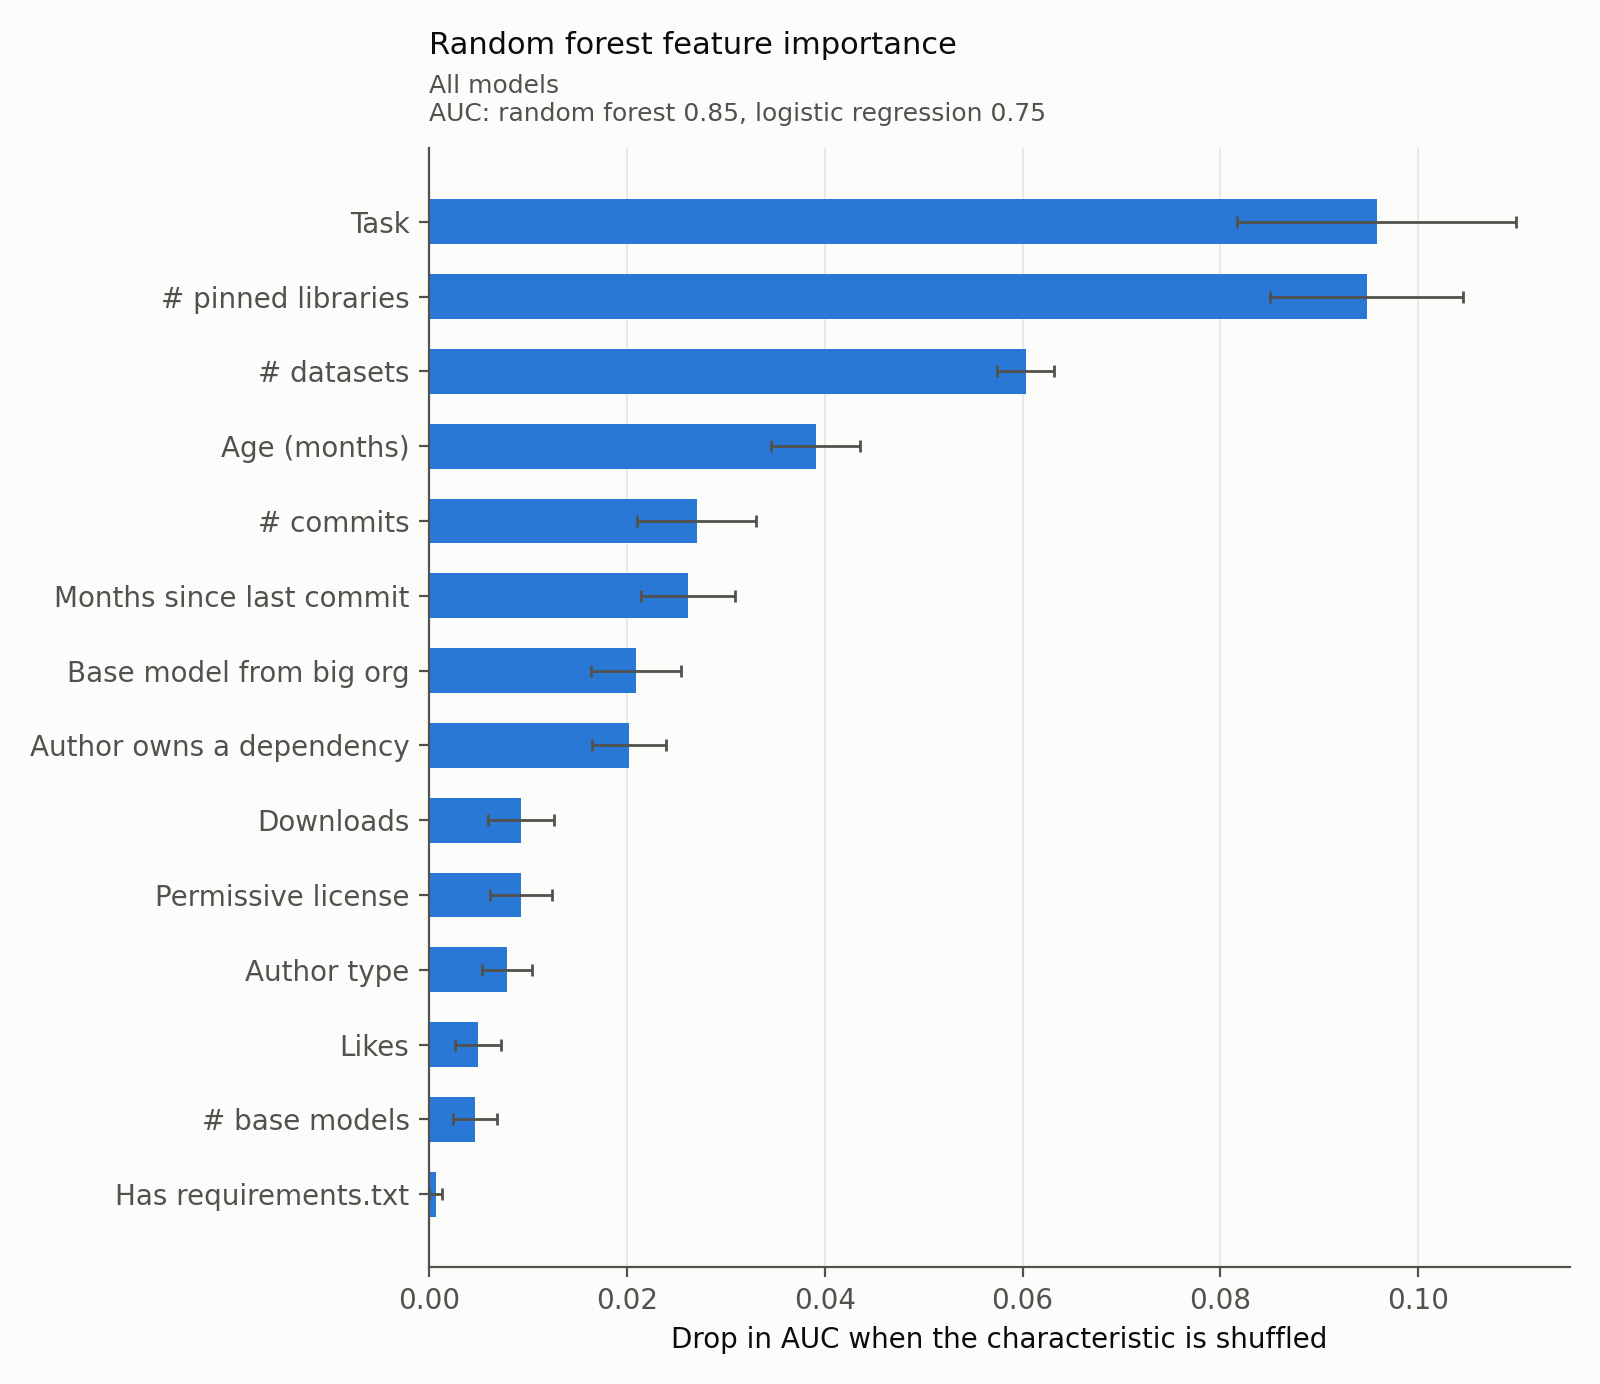 Random forest feature importance
All models
AUC: random forest 0.85, logistic regression 0.75
Task
# pinned libraries
# datasets
Age (months)
# commits
Months since last commit
Base model from big org
Author owns a dependency
Downloads
Permissive license
Author type
Likes
# base models
Has requirements.txt
0.00 0.02 0.04 0.06 0.08 0.10
Drop in AUC when the characteristic is shuffled